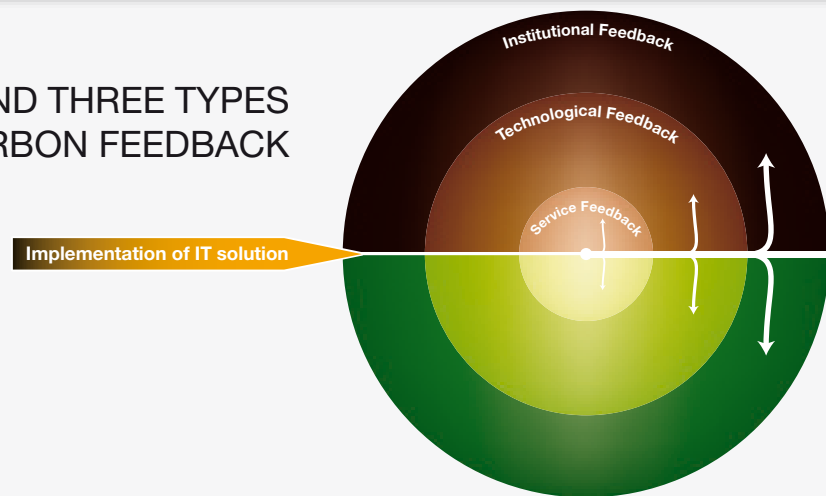 ND THREE TYPES
RBON FEEDBACK
Institutional Feedback
Technological Feedback
Service Feedback
Implementation of IT solution